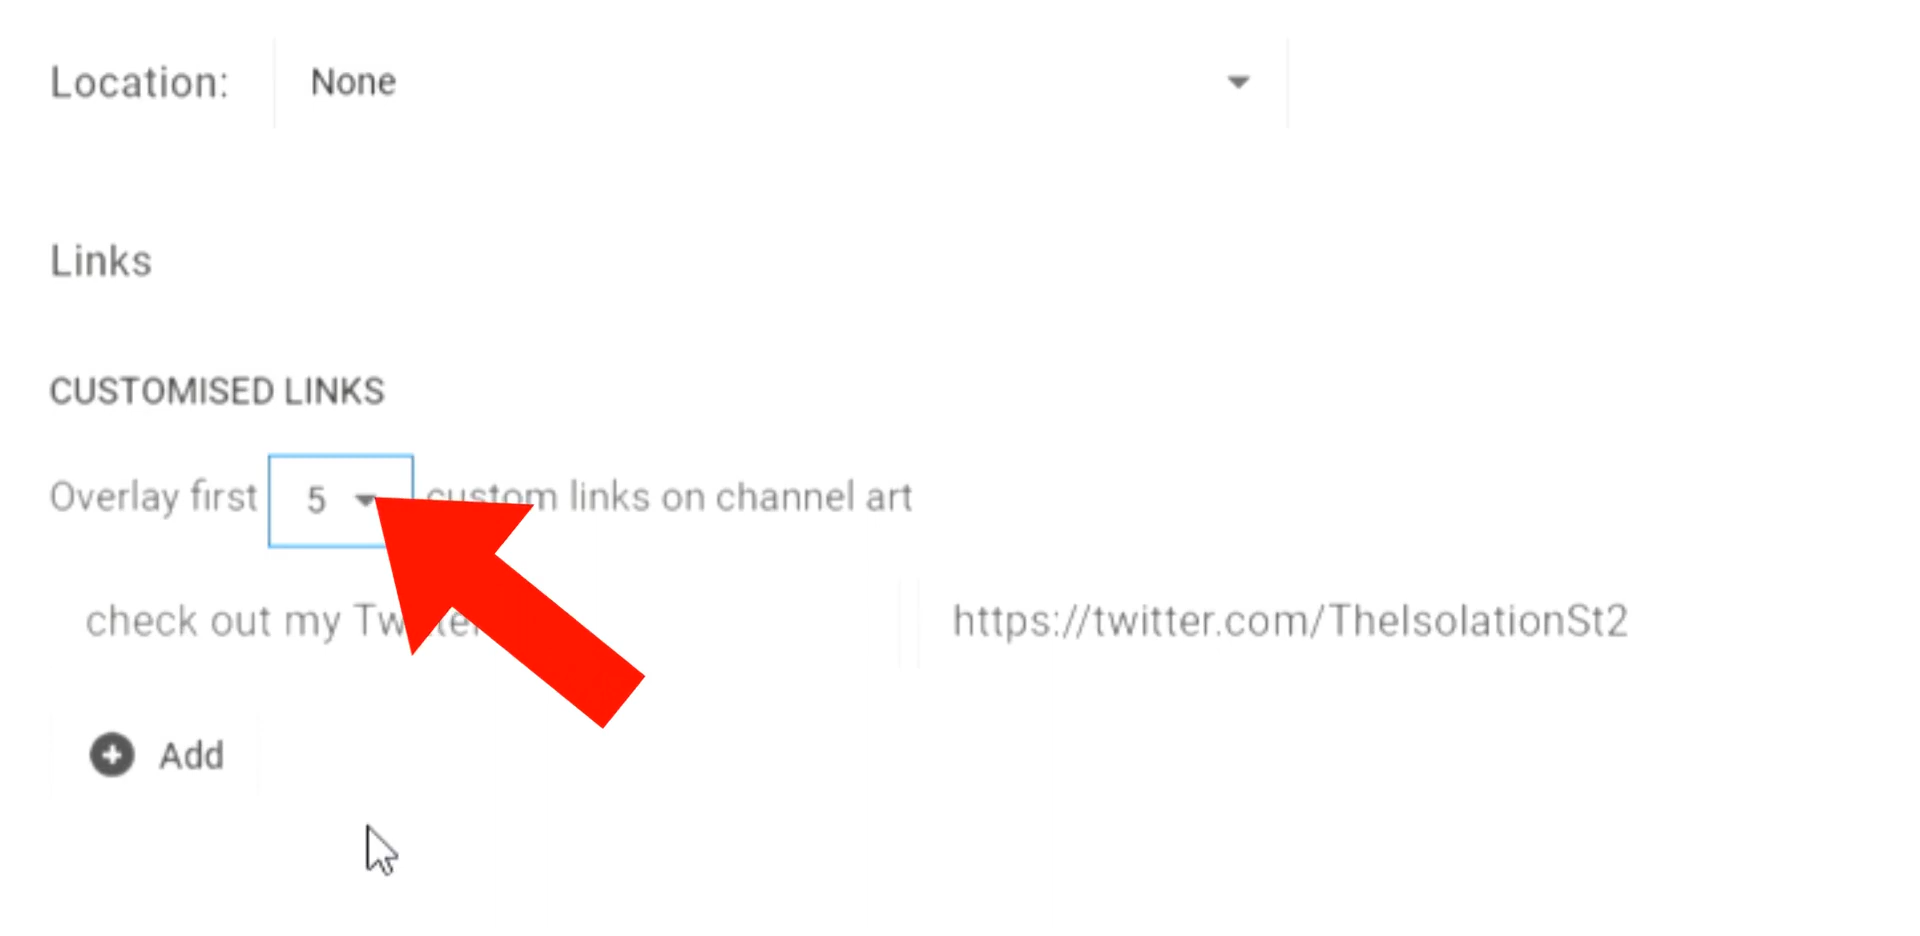 Location: None
Links
CUSTOMISED LINKS
Overlay first 5 custom links on channel art
check out my https://twitter.com/TheIsolationSt2
Add